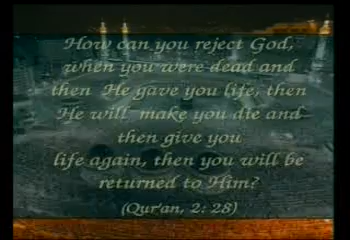 How can you reject God,
when you were dead and
then He gave you life, then
He will make you die and
then give you
life again, then you will be
returned to Him?
(Qur'an, 2: 28)